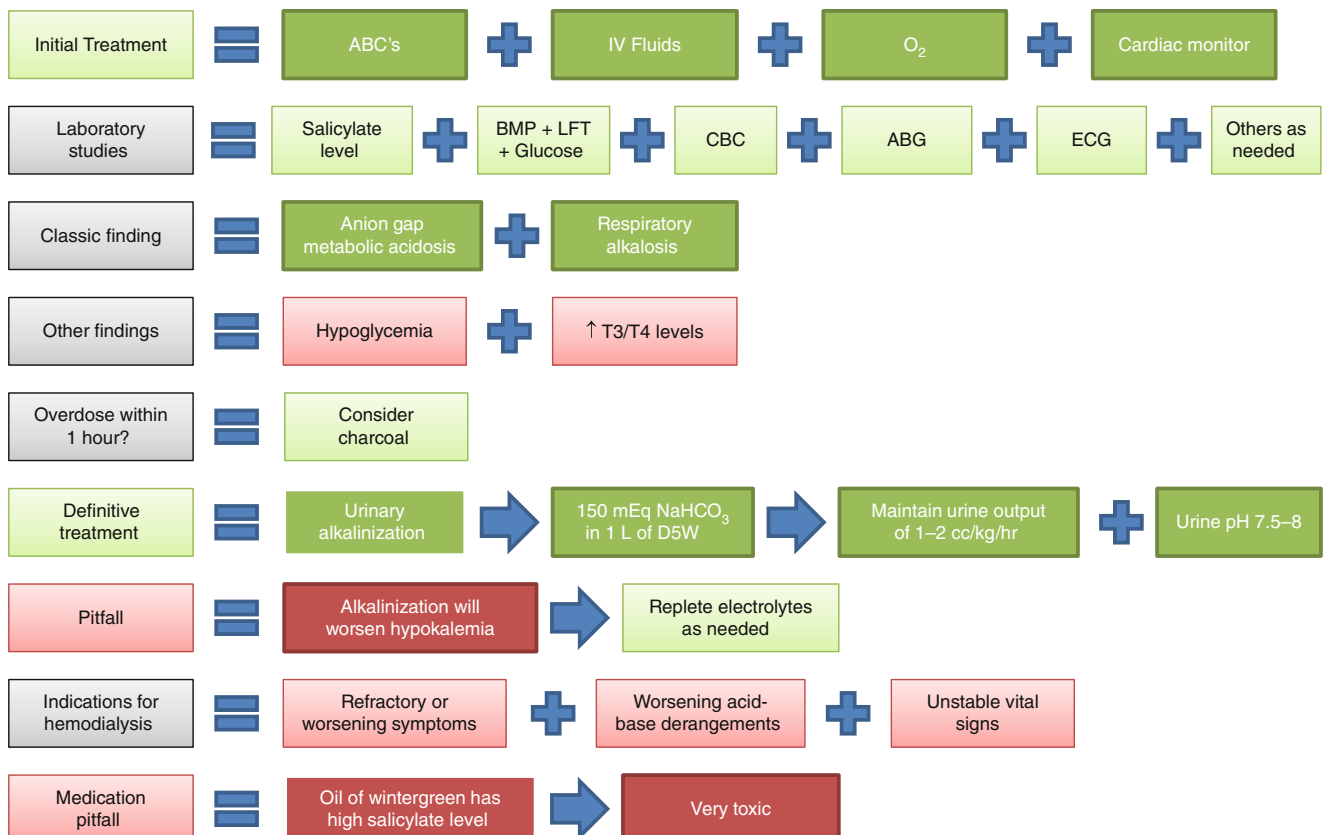 Initial Treatment
ABC's
IV Fluids
O₂
Cardiac monitor
Laboratory
studies
Salicylate
level
BMP + LFT
+ Glucose
CBC
ABG
ECG
Others as
needed
Classic finding
Anion gap
metabolic acidosis
Respiratory
alkalosis
Other findings
Hypoglycemia
↑ T3/T4 levels
Overdose within
1 hour?
Consider
charcoal
Definitive
treatment
Urinary
alkalinization
150 mEq NaHCO₃
in 1 L of D5W
Maintain urine output
of 1–2 cc/kg/hr
Urine pH 7.5–8
Pitfall
Alkalinization will
worsen hypokalemia
Replete electrolytes
as needed
Indications for
hemodialysis
Refractory or
worsening symptoms
Worsening acid-
base derangements
Unstable vital
signs
Medication
pitfall
Oil of wintergreen has
high salicylate level
Very toxic